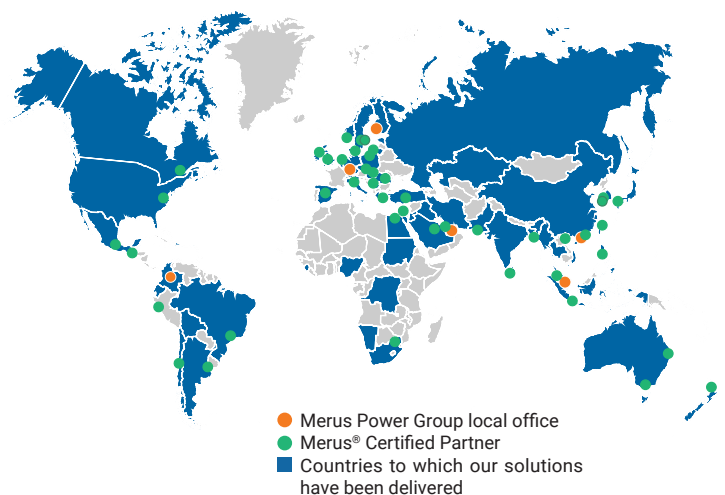 Merus Power Group local office
Merus® Certified Partner
Countries to which our solutions
have been delivered